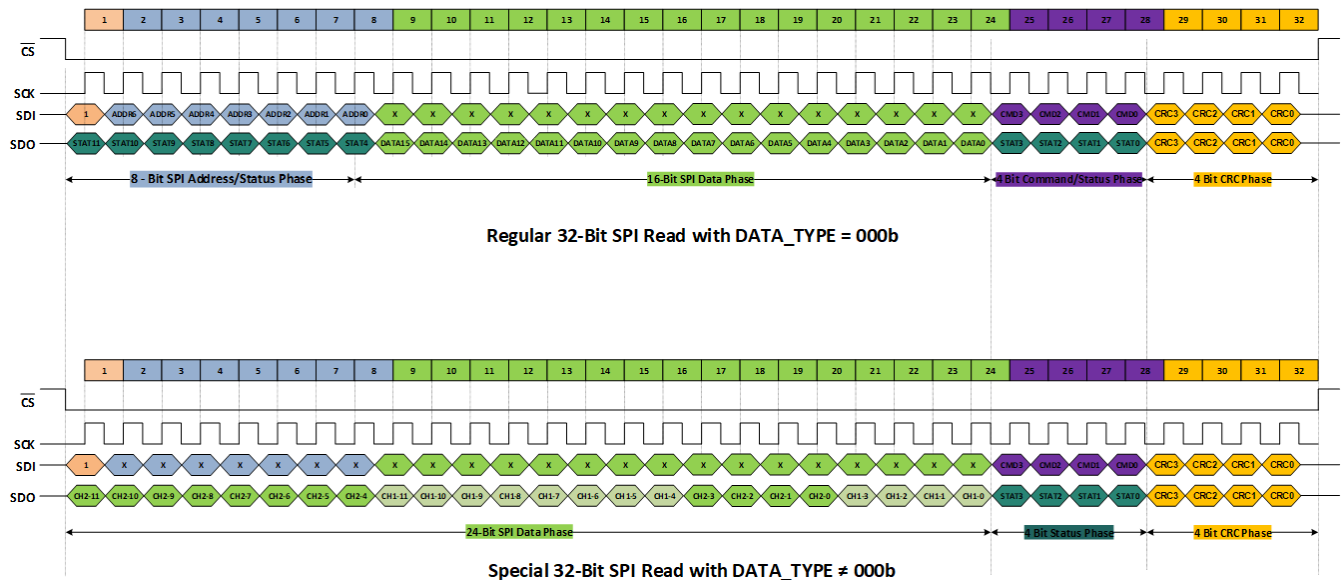 1 2 3 4 5 6 7 8 9 10 11 12 13 14 15 16 17 18 19 20 21 22 23 24 25 26 27 28 29 30 31 32
CS
SCK
SDI 1 ADDR6 ADDR5 ADDR4 ADDR3 ADDR2 ADDR1 ADDR0 X X X X X X X X X X X X X X X X CMD3 CMD2 CMD1 CMD0 CRC3 CRC2 CRC1 CRC0
SDO STAT11 STAT10 STAT9 STAT8 STAT7 STAT6 STAT5 STAT4 DATA15 DATA14 DATA13 DATA12 DATA11 DATA10 DATA9 DATA8 DATA7 DATA6 DATA5 DATA4 DATA3 DATA2 DATA1 DATA0 STAT3 STAT2 STAT1 STAT0 CRC3 CRC2 CRC1 CRC0
8 - Bit SPI Address/Status Phase 16-Bit SPI Data Phase 4 Bit Command/Status Phase 4 Bit CRC Phase
Regular 32-Bit SPI Read with DATA_TYPE = 000b
1 2 3 4 5 6 7 8 9 10 11 12 13 14 15 16 17 18 19 20 21 22 23 24 25 26 27 28 29 30 31 32
CS
SCK
SDI 1 X X X X X X X X X X X X X X X X X X X X X X X CMD3 CMD2 CMD1 CMD0 CRC3 CRC2 CRC1 CRC0
SDO CH2-11 CH2-10 CH2-9 CH2-8 CH2-7 CH2-6 CH2-5 CH2-4 CH1-11 CH1-10 CH1-9 CH1-8 CH1-7 CH1-6 CH1-5 CH1-4 CH2-3 CH2-2 CH2-1 CH2-0 CH1-3 CH1-2 CH1-1 CH1-0 STAT3 STAT2 STAT1 STAT0 CRC3 CRC2 CRC1 CRC0
24-Bit SPI Data Phase 4 Bit Status Phase 4 Bit CRC Phase
Special 32-Bit SPI Read with DATA_TYPE ≠ 000b